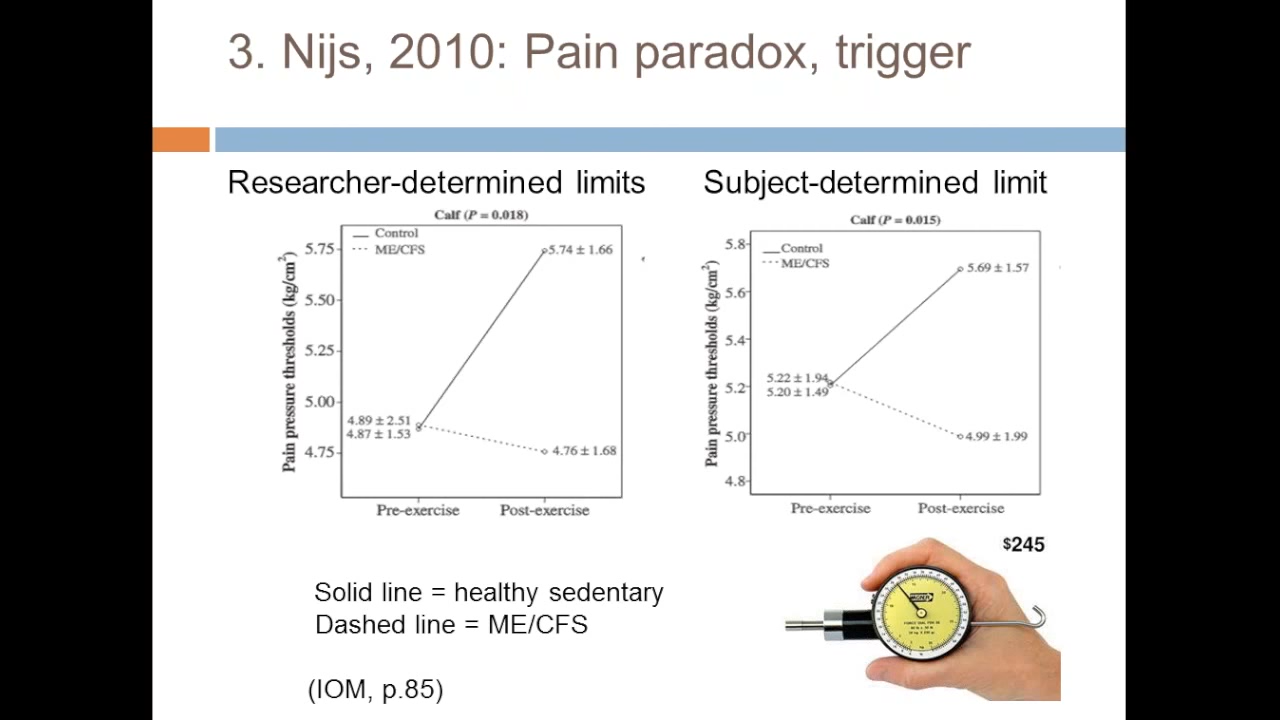 3. Nijs, 2010: Pain paradox, trigger
Researcher-determined limits
Calf (P = 0.018)
Control
ME/CFS
Pain pressure thresholds (kg/cm²)
5.75
5.50
5.25
5.00
4.75
5.74 ± 1.66
4.89 ± 2.51
4.87 ± 1.53
4.76 ± 1.68
Pre-exercise
Post-exercise
Subject-determined limit
Calf (P = 0.015)
Control
ME/CFS
Pain pressure thresholds (kg/cm²)
5.8
5.6
5.4
5.2
5.0
4.8
5.69 ± 1.57
5.22 ± 1.94
5.20 ± 1.49
4.99 ± 1.99
Pre-exercise
Post-exercise
$245
Solid line = healthy sedentary
Dashed line = ME/CFS
(IOM, p.85)